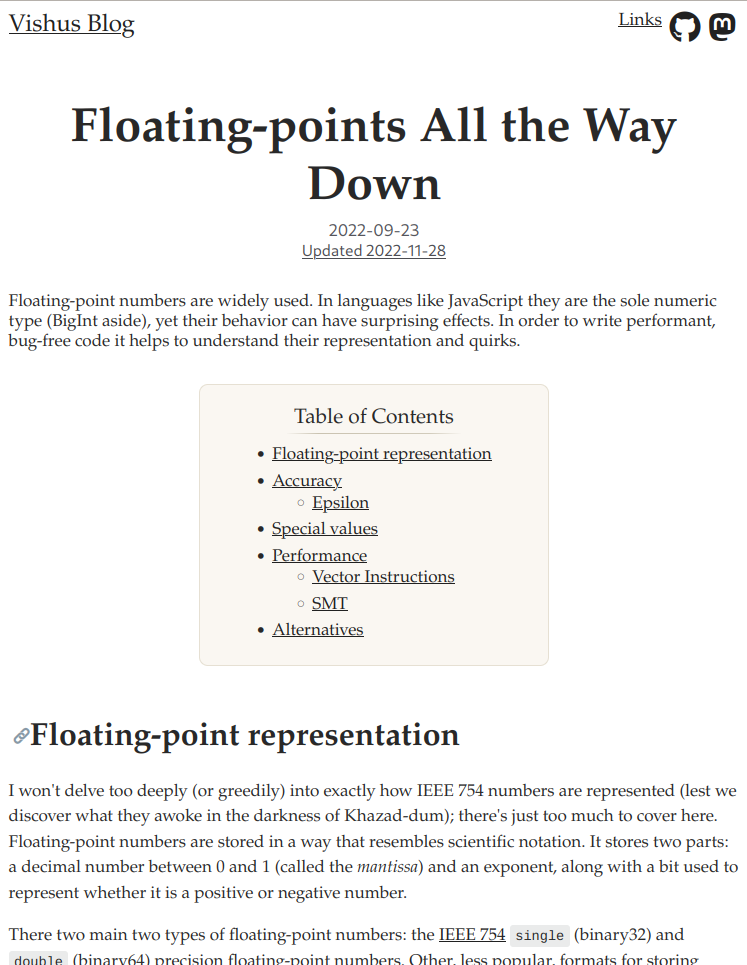 Vishus Blog
Links
Floating-points All the Way
Down
2022-09-23
Updated 2022-11-28
Floating-point numbers are widely used. In languages like JavaScript they are the sole numeric
type (BigInt aside), yet their behavior can have surprising effects. In order to write performant,
bug-free code it helps to understand their representation and quirks.
Table of Contents
• Floating-point representation
• Accuracy
◦ Epsilon
• Special values
• Performance
◦ Vector Instructions
◦ SMT
• Alternatives
Floating-point representation
I won't delve too deeply (or greedily) into exactly how IEEE 754 numbers are represented (lest we
discover what they awoke in the darkness of Khazad-dum); there's just too much to cover here.
Floating-point numbers are stored in a way that resembles scientific notation. It stores two parts:
a decimal number between 0 and 1 (called the mantissa) and an exponent, along with a bit used to
represent whether it is a positive or negative number.
There two main two types of floating-point numbers: the IEEE 754 single (binary32) and
double (binary64) precision floating-point numbers. Other, less popular, formats for storing